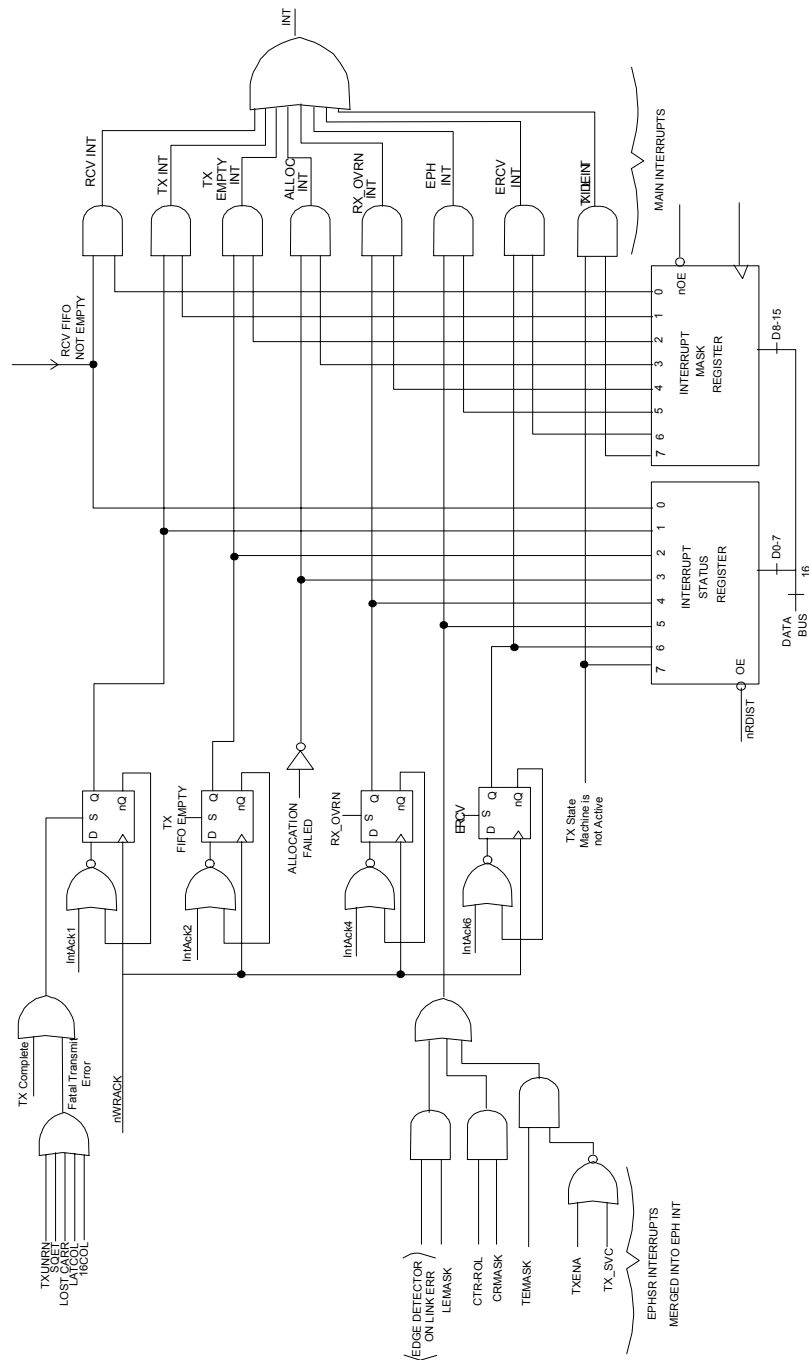 INT
RCV INT
TX INT
TX
EMPTY
INT
ALLOC
INT
RX_OVRN
INT
EPH
INT
ERCV
INT
MAIN INTERRUPTS
RCV FIFO
NOT EMPTY
0
1
2
3
4
5
6
7
nOE
INTERRUPT
MASK
REGISTER
D8-15
0
1
2
3
4
5
6
7
OE
INTERRUPT
STATUS
REGISTER
D0-7
nRDIST
DATA
BUS
16
TX Complete
Fatal Transmit
Error
TXUNRN
SQET
LOST CARR
LATCOL
16COL
nWRACK
IntAck1
D
S
Q
nQ
IntAck2
TX
FIFO EMPTY
D
S
Q
nQ
ALLOCATION
FAILED
IntAck4
RX_OVRN
D
S
Q
nQ
IntAck6
ERCV
D
S
Q
nQ
TX State
Machine is
not Active
EDGE DETECTOR
ON LINK ERR
LEMASK
CTR-ROL
CRMASK
TEMASK
TXENA
TX_SVC
EPHSR INTERRUPTS
MERGED INTO EPH INT